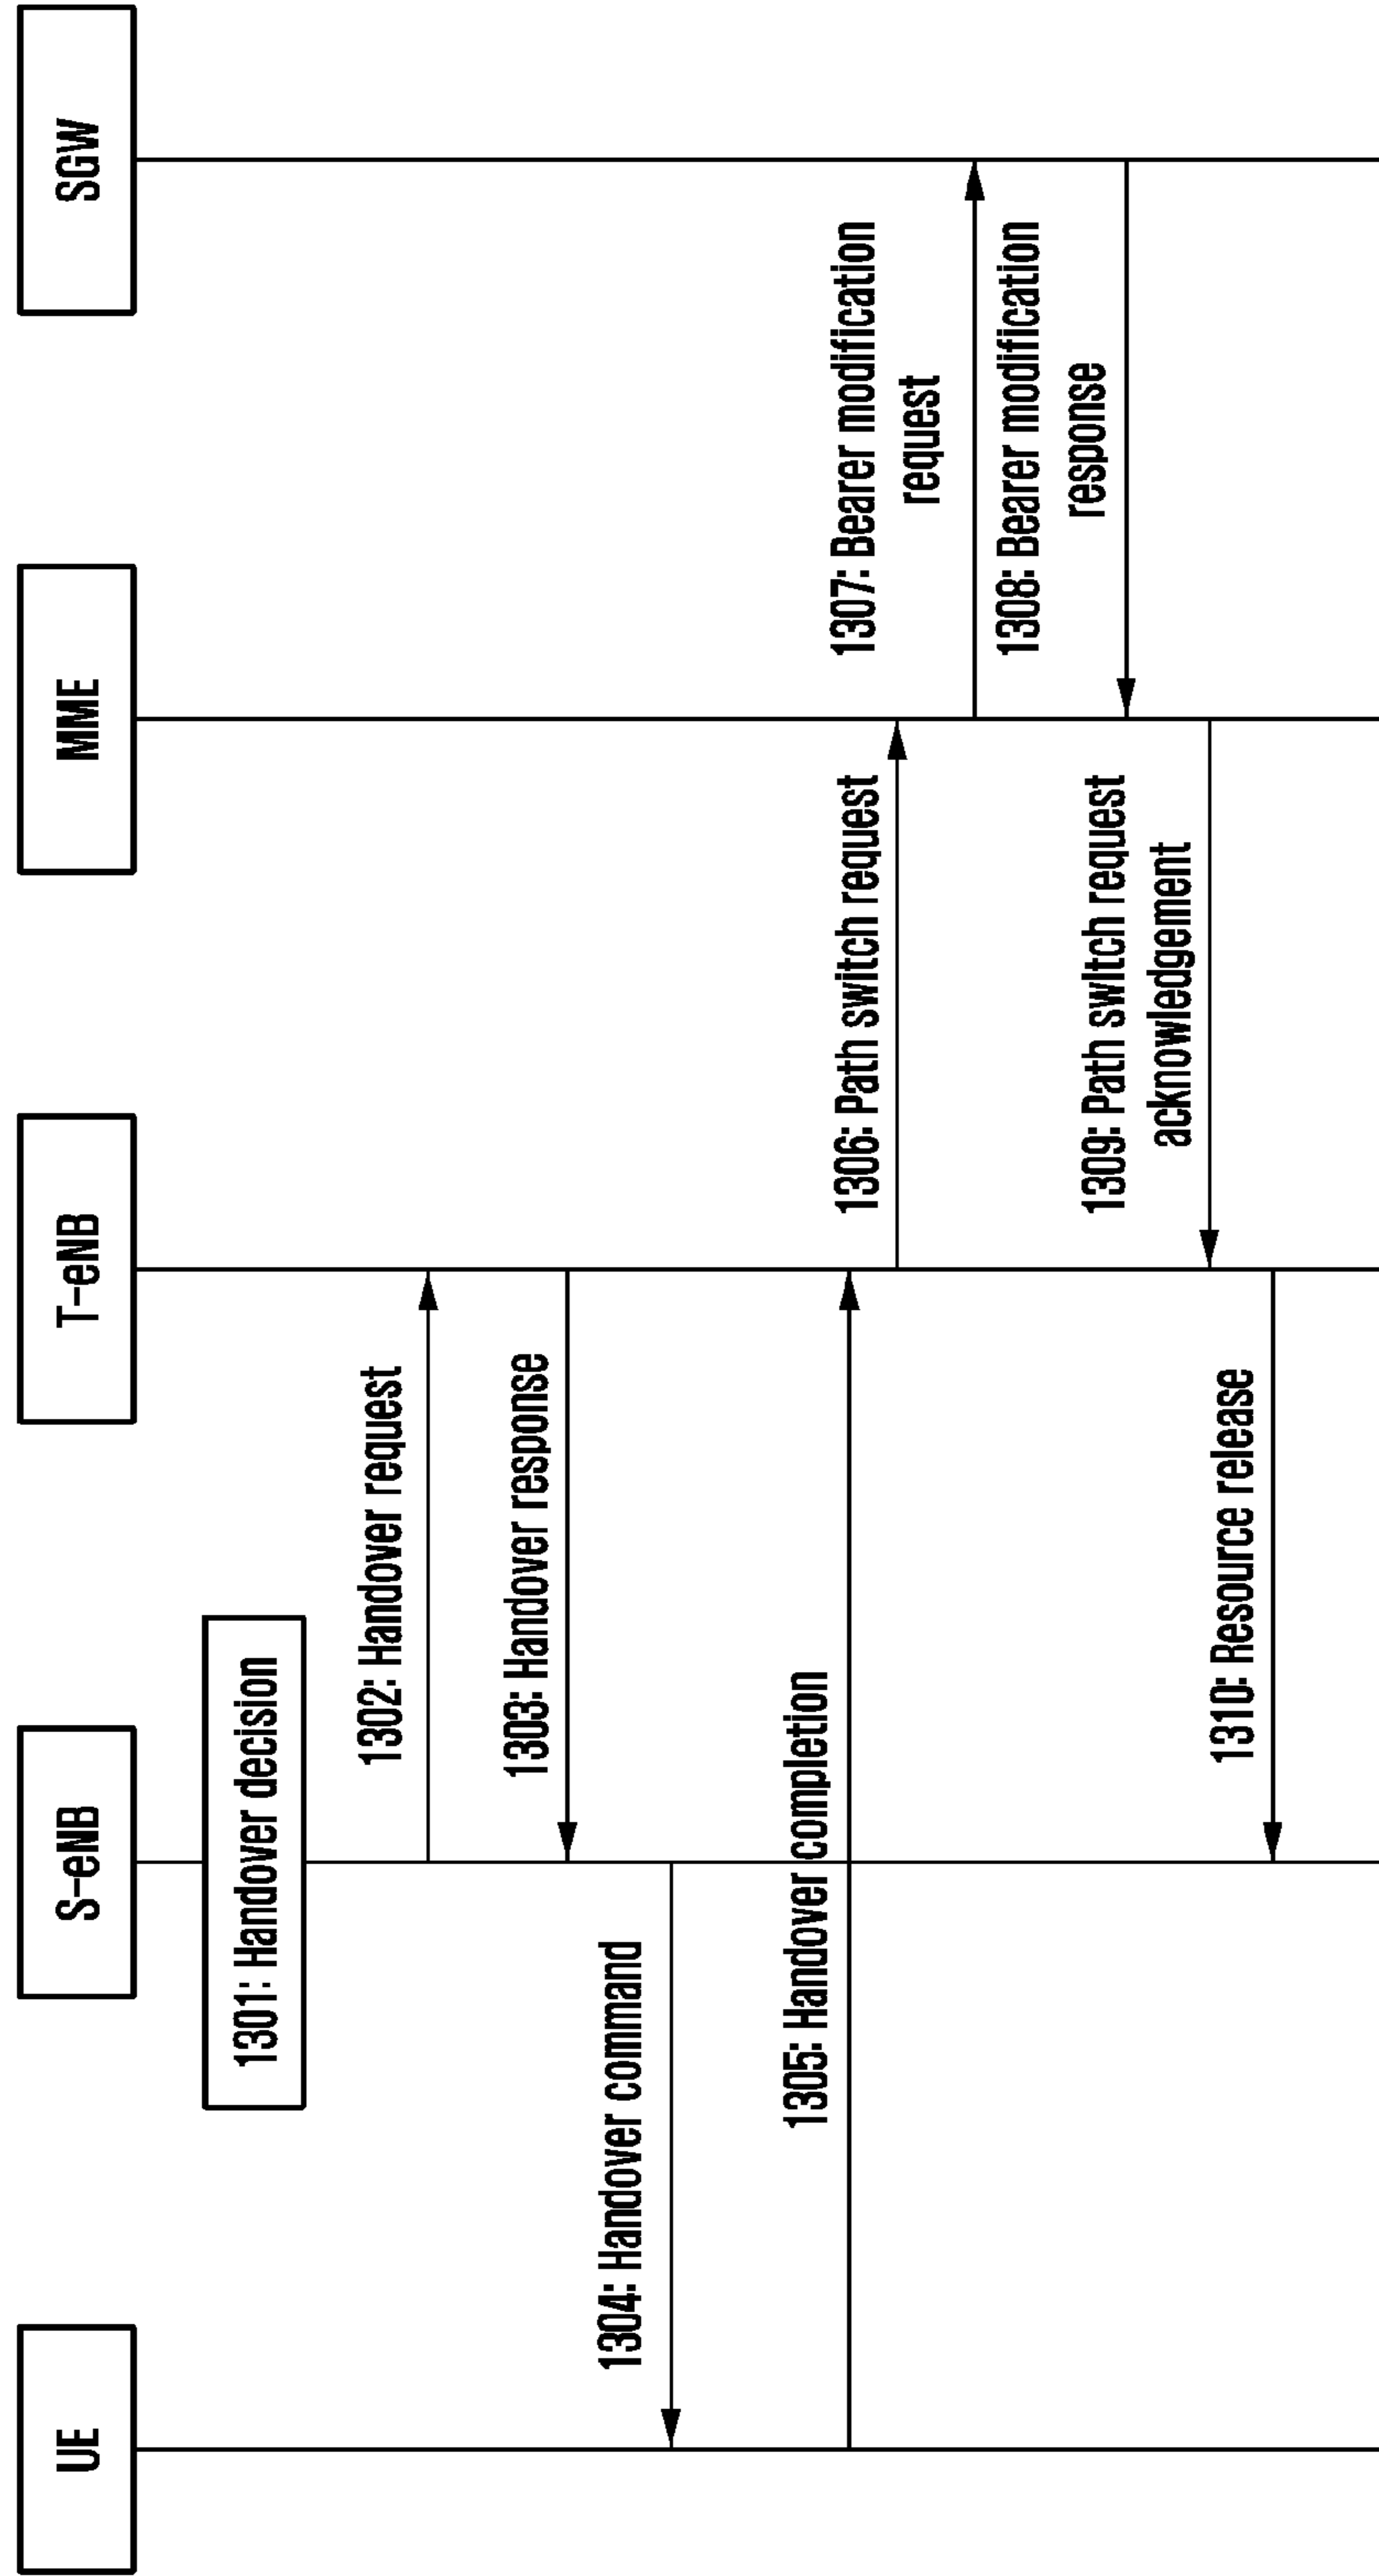 UE
S-eNB
T-eNB
MME
SGW
1301: Handover decision
1302: Handover request
1303: Handover response
1304: Handover command
1305: Handover completion
1306: Path switch request
1307: Bearer modification
request
1308: Bearer modification
response
1309: Path switch request
acknowledgement
1310: Resource release